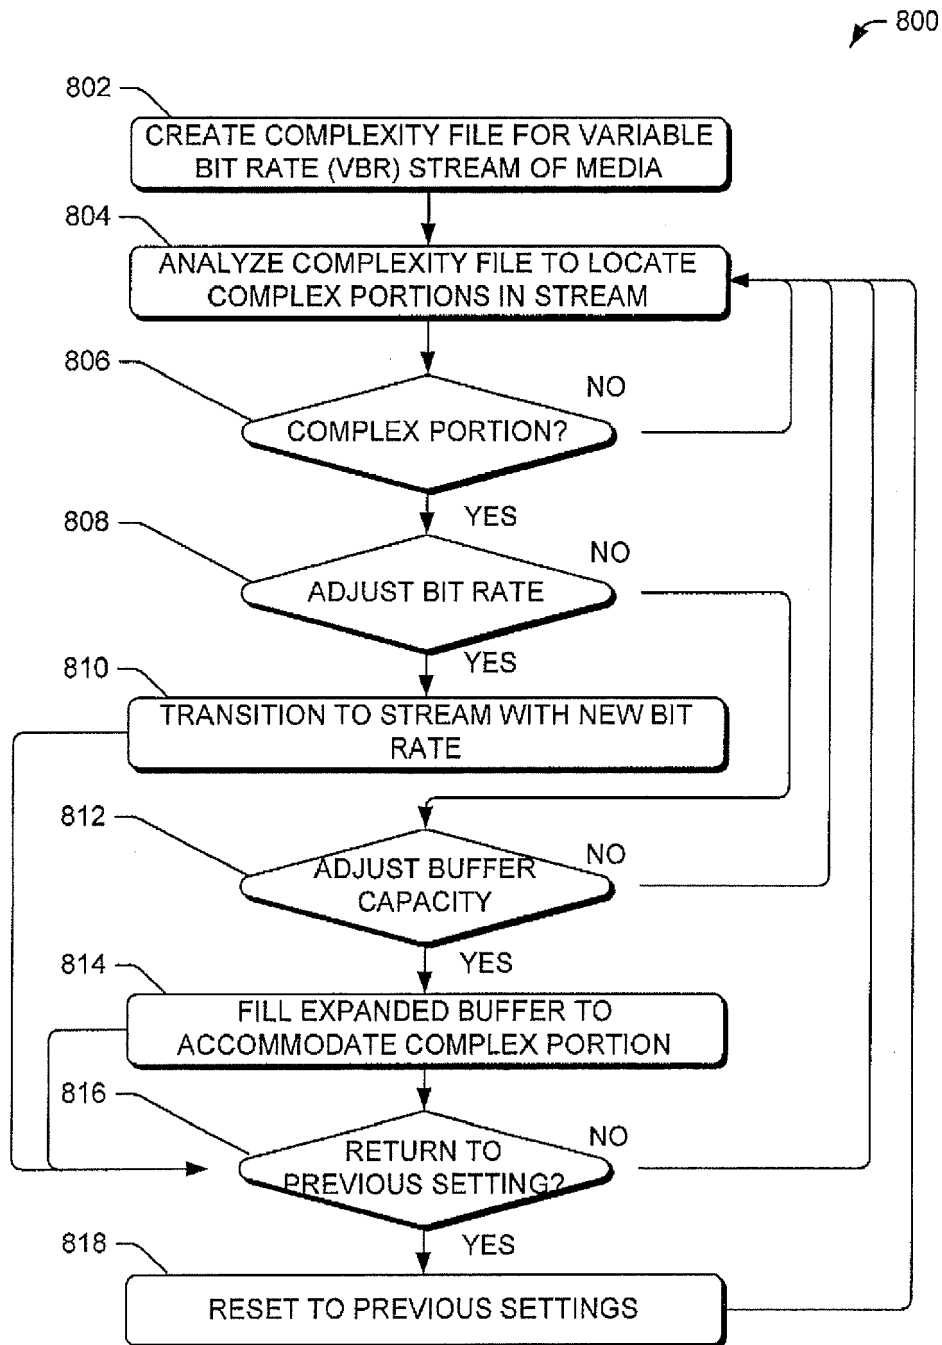 800
802
CREATE COMPLEXITY FILE FOR VARIABLE
BIT RATE (VBR) STREAM OF MEDIA
804
ANALYZE COMPLEXITY FILE TO LOCATE
COMPLEX PORTIONS IN STREAM
806
NO
COMPLEX PORTION?
YES
808
NO
ADJUST BIT RATE
YES
810
TRANSITION TO STREAM WITH NEW BIT
RATE
812
NO
ADJUST BUFFER
CAPACITY
YES
814
FILL EXPANDED BUFFER TO
ACCOMMODATE COMPLEX PORTION
816
NO
RETURN TO
PREVIOUS SETTING?
YES
818
RESET TO PREVIOUS SETTINGS